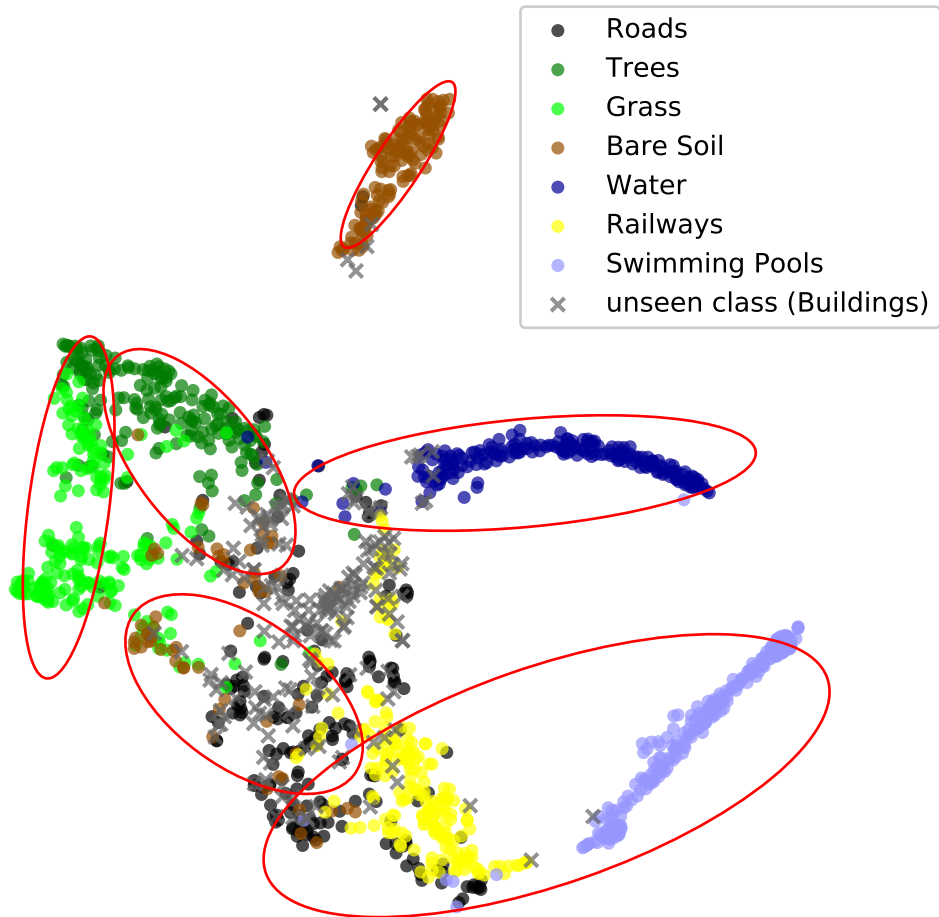 Roads
Trees
Grass
Bare Soil
Water
Railways
Swimming Pools
unseen class (Buildings)